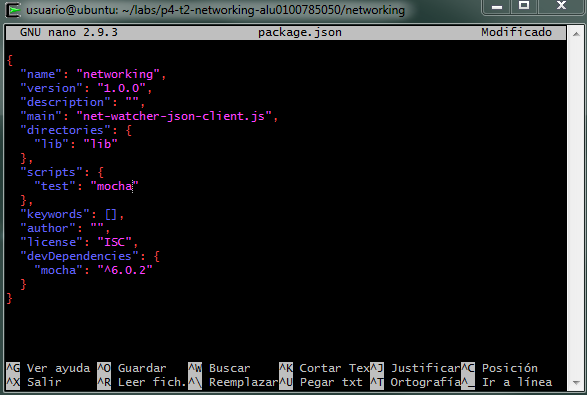 usuario@ubuntu: ~/labs/p4-t2-networking-alu0100785050/networking
GNU nano 2.9.3 package.json Modificado
{
"name": "networking",
"version": "1.0.0",
"description": "",
"main": "net-watcher-json-client.js",
"directories": {
"lib": "lib"
},
"scripts": {
"test": "mocha"
},
"keywords": [],
"author": "",
"license": "ISC",
"devDependencies": {
"mocha": "^6.0.2"
}
}
^G Ver ayuda ^O Guardar ^W Buscar ^K Cortar Tex^J Justificar^C Posición
^X Salir ^R Leer fich.^\ Reemplazar^U Pegar txt ^T Ortografía^_ Ir a línea